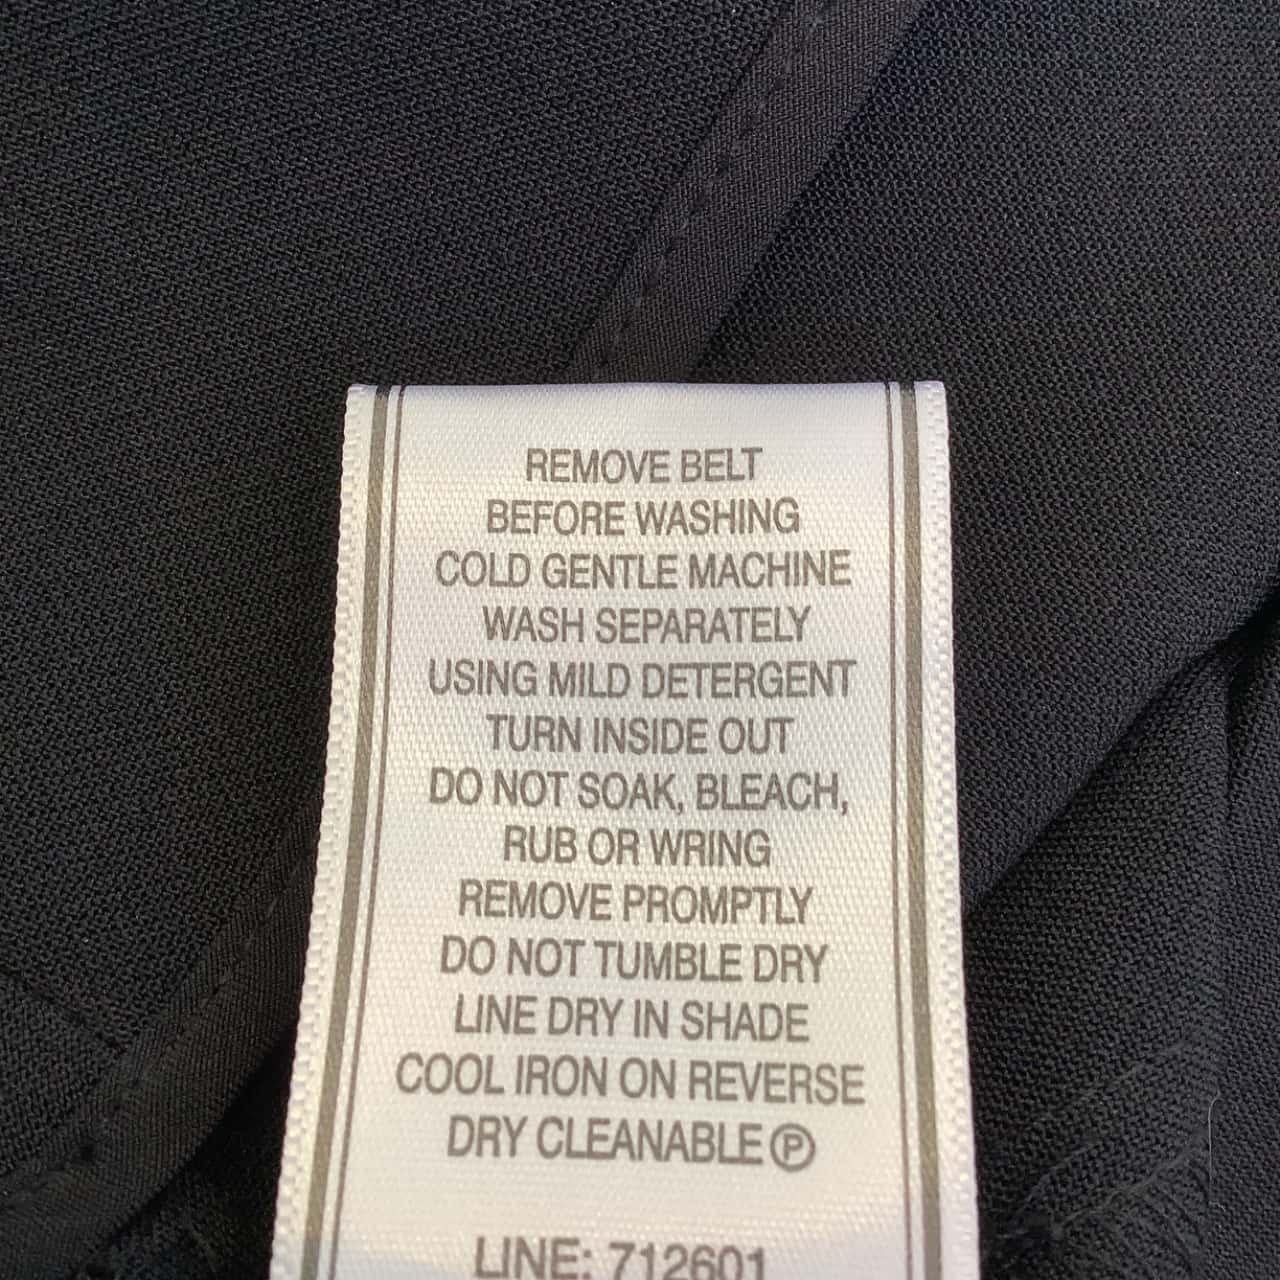 REMOVE BELT
BEFORE WASHING
COLD GENTLE MACHINE
WASH SEPARATELY
USING MILD DETERGENT
TURN INSIDE OUT
DO NOT SOAK, BLEACH,
RUB OR WRING
REMOVE PROMPTLY
DO NOT TUMBLE DRY
LINE DRY IN SHADE
COOL IRON ON REVERSE
DRY CLEANABLE Ⓟ
LINE: 712601